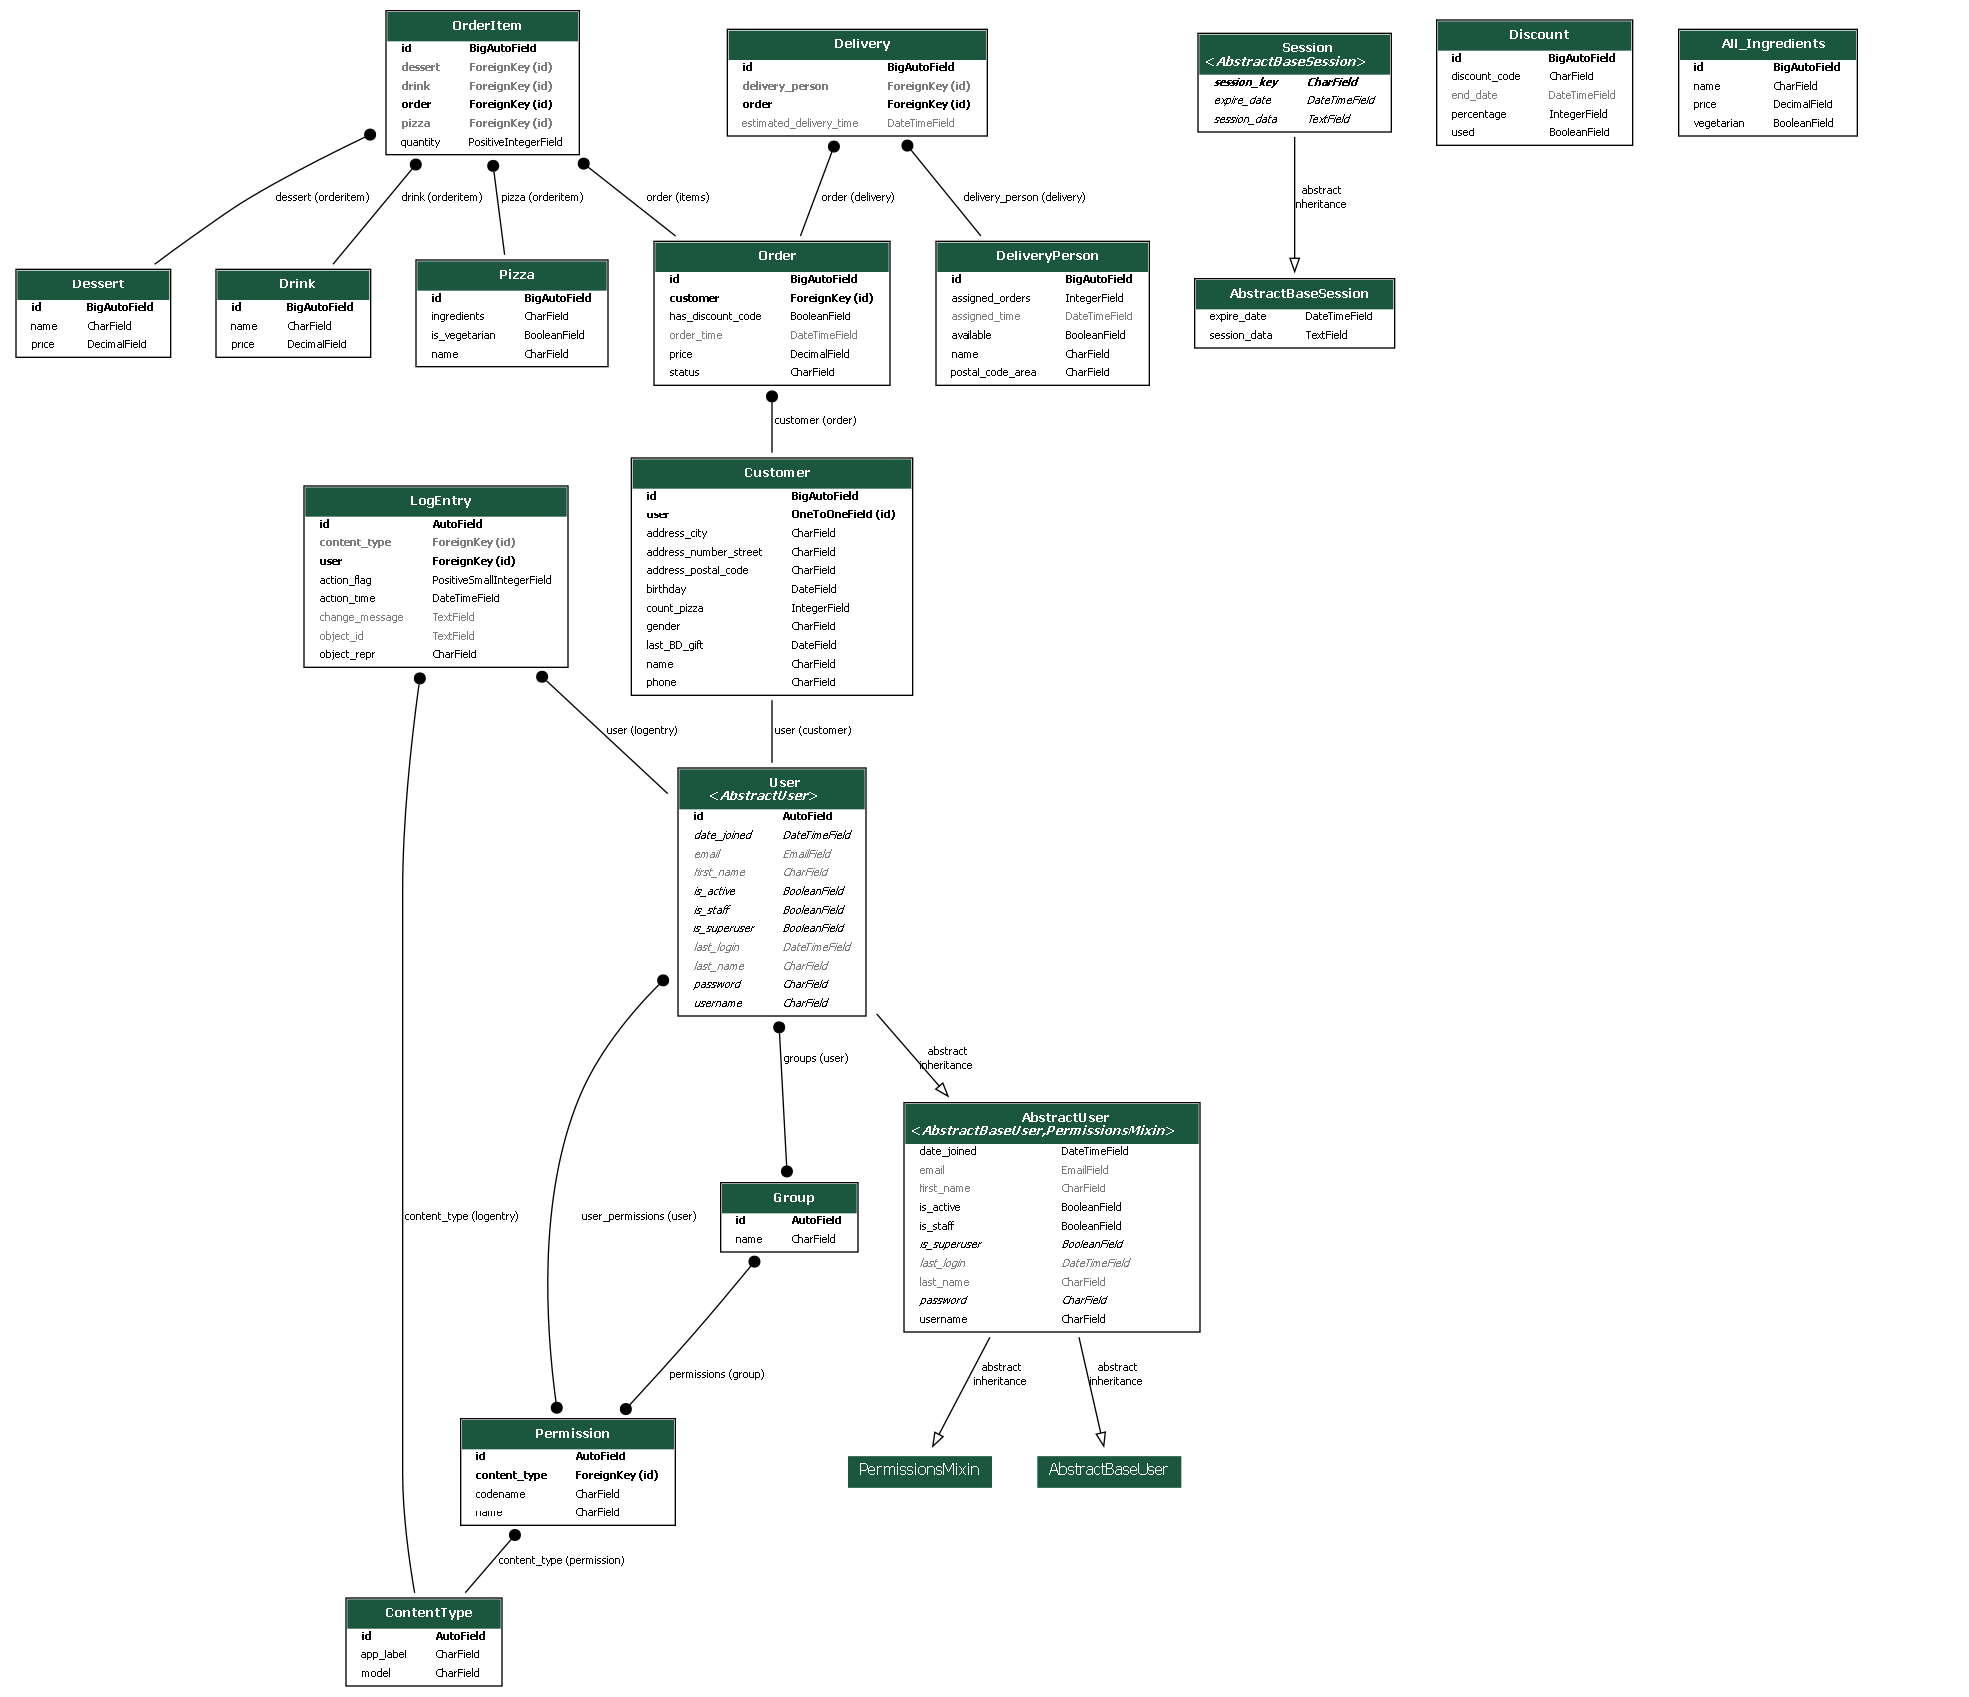 OrderItem
id BigAutoField
dessert ForeignKey (id)
drink ForeignKey (id)
order ForeignKey (id)
pizza ForeignKey (id)
quantity PositiveIntegerField
Delivery
id BigAutoField
delivery_person ForeignKey (id)
order ForeignKey (id)
estimated_delivery_time DateTimeField
Session
<AbstractBaseSession>
session_key CharField
expire_date DateTimeField
session_data TextField
Discount
id BigAutoField
discount_code CharField
end_date DateTimeField
percentage IntegerField
used BooleanField
All_Ingredients
id BigAutoField
name CharField
price DecimalField
vegetarian BooleanField
dessert (orderitem)
drink (orderitem)
pizza (orderitem)
order (items)
order (delivery)
delivery_person (delivery)
abstract
inheritance
Dessert
id BigAutoField
name CharField
price DecimalField
Drink
id BigAutoField
name CharField
price DecimalField
Pizza
id BigAutoField
ingredients CharField
is_vegetarian BooleanField
name CharField
Order
id BigAutoField
customer ForeignKey (id)
has_discount_code BooleanField
order_time DateTimeField
price DecimalField
status CharField
DeliveryPerson
id BigAutoField
assigned_orders IntegerField
assigned_time DateTimeField
available BooleanField
name CharField
postal_code_area CharField
AbstractBaseSession
expire_date DateTimeField
session_data TextField
customer (order)
LogEntry
id AutoField
content_type ForeignKey (id)
user ForeignKey (id)
action_flag PositiveSmallIntegerField
action_time DateTimeField
change_message TextField
object_id TextField
object_repr CharField
Customer
id BigAutoField
user OneToOneField (id)
address_city CharField
address_number_street CharField
address_postal_code CharField
birthday DateField
count_pizza IntegerField
gender CharField
last_BD_gift DateField
name CharField
phone CharField
user (logentry)
user (customer)
User
<AbstractUser>
id AutoField
date_joined DateTimeField
email EmailField
first_name CharField
is_active BooleanField
is_staff BooleanField
is_superuser BooleanField
last_login DateTimeField
last_name CharField
password CharField
username CharField
groups (user)
abstract
inheritance
AbstractUser
<AbstractBaseUser,PermissionsMixin>
date_joined DateTimeField
email EmailField
first_name CharField
is_active BooleanField
is_staff BooleanField
is_superuser BooleanField
last_login DateTimeField
last_name CharField
password CharField
username CharField
content_type (logentry)
user_permissions (user)
Group
id AutoField
name CharField
permissions (group)
abstract
inheritance
abstract
inheritance
Permission
id AutoField
content_type ForeignKey (id)
codename CharField
name CharField
PermissionsMixin
AbstractBaseUser
content_type (permission)
ContentType
id AutoField
app_label CharField
model CharField